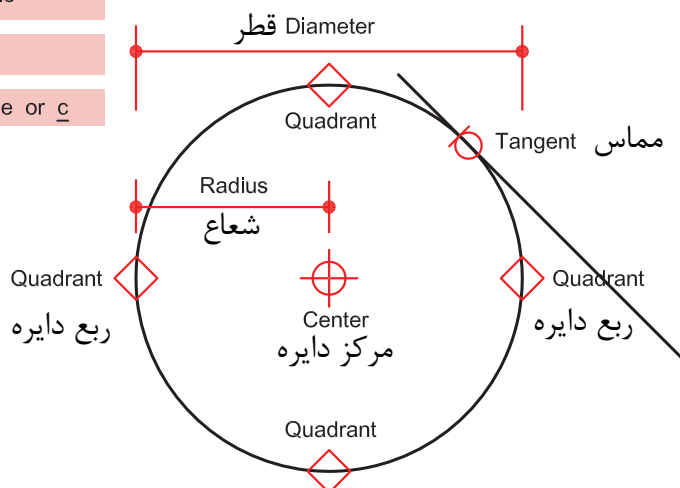 قطر Diameter
e or c
Quadrant
Tangent مماس
Radius
شعاع
Quadrant
Quadrant
ربع دایره
ربع دایره
Center
مرکز دایره
Quadrant